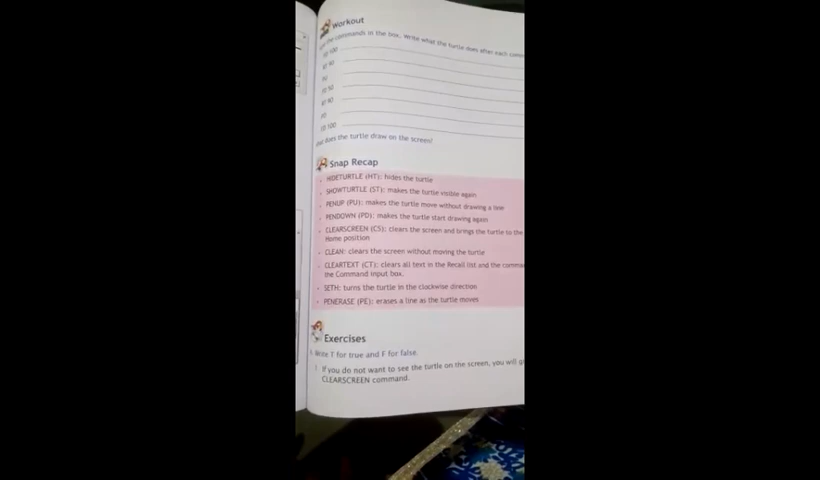 Workout
the commands in the box. Write what the turtle does after each
FD 100
RT 90
PU
FD 50
RT 90
PD
FD 100
does the turtle draw on the screen?
Snap Recap
• HIDETURTLE (HT): hides the turtle
• SHOWTURTLE (ST): makes the turtle visible again
• PENUP (PU): makes the turtle move without drawing a line
• PENDOWN (PD): makes the turtle start drawing again
• CLEARSCREEN (CS): clears the screen and brings the turtle to the
Home position
• CLEAN: clears the screen without moving the turtle
• CLEARTEXT (CT): clears all text in the Recall list and the comma
the Command Input box.
• SETH: turns the turtle in the clockwise direction
• PENERASE (PE): erases a line as the turtle moves
Exercises
Write T for true and F for false.
If you do not want to see the turtle on the screen, you will
CLEARSCREEN command.